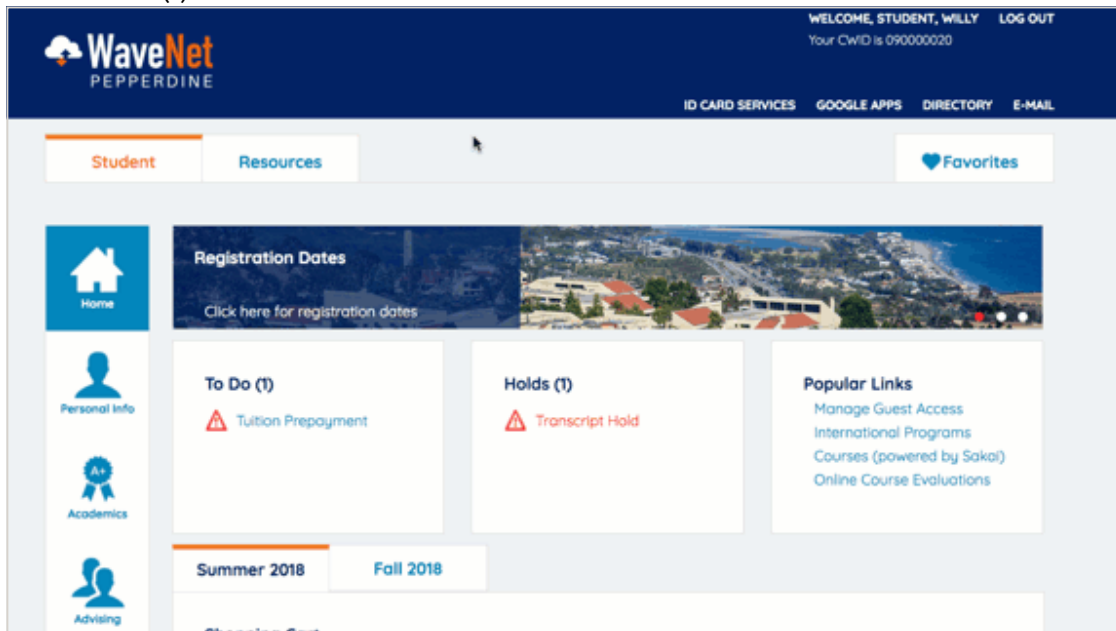 WELCOME, STUDENT, WILLY LOG OUT
Your CWID is 090000020
WaveNet
PEPPERDINE
ID CARD SERVICES GOOGLE APPS DIRECTORY E-MAIL
Student Resources Favorites
Registration Dates
Click here for registration dates
Home
To Do (1) Holds (1) Popular Links
Tuition Prepayment Transcript Hold Manage Guest Access
International Programs
Courses (powered by Sakai)
Online Course Evaluations
Personal Info
A+
Academics
Summer 2018 Fall 2018
Advising
Shopping Cart